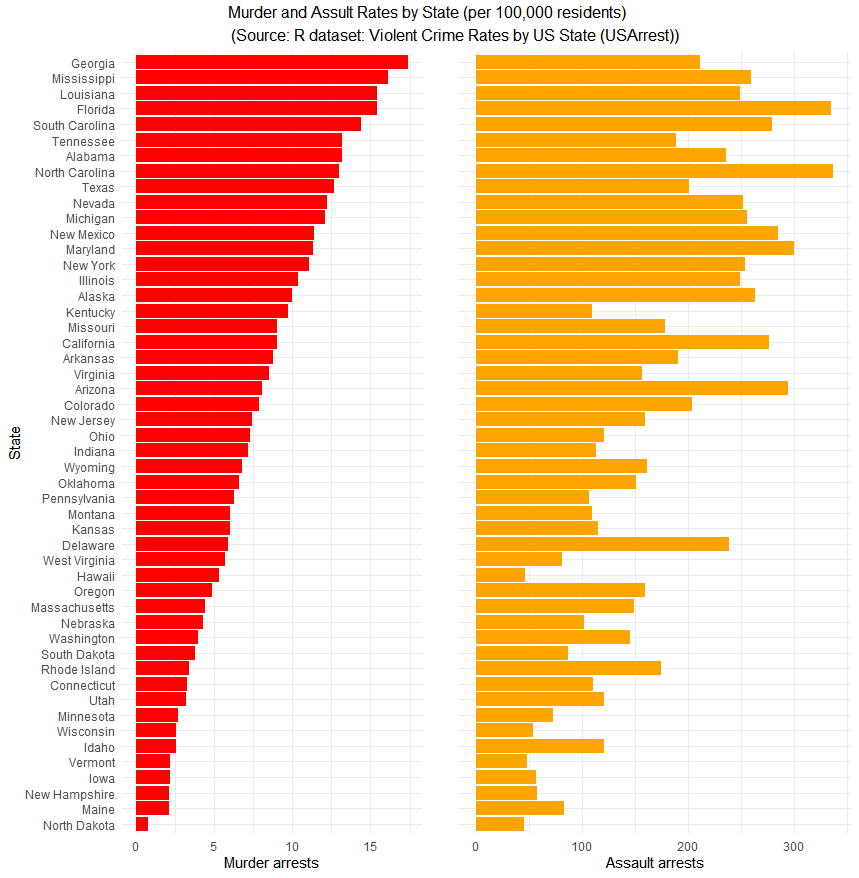 Murder and Assult Rates by State (per 100,000 residents)
(Source: R dataset: Violent Crime Rates by US State (USArrest))
State
Georgia
Mississippi
Louisiana
Florida
South Carolina
Tennessee
Alabama
North Carolina
Texas
Nevada
Michigan
New Mexico
Maryland
New York
Illinois
Alaska
Kentucky
Missouri
California
Arkansas
Virginia
Arizona
Colorado
New Jersey
Ohio
Indiana
Wyoming
Oklahoma
Pennsylvania
Montana
Kansas
Delaware
West Virginia
Hawaii
Oregon
Massachusetts
Nebraska
Washington
South Dakota
Rhode Island
Connecticut
Utah
Minnesota
Wisconsin
Idaho
Vermont
Iowa
New Hampshire
Maine
North Dakota
0 5 10 15
Murder arrests
0 100 200 300
Assault arrests